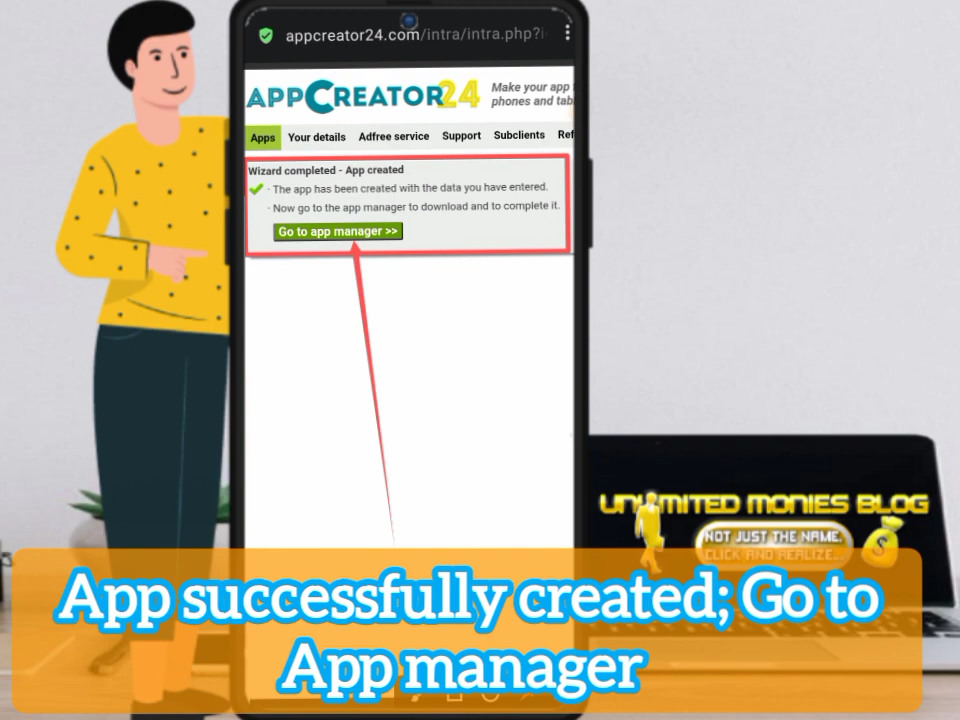 appcreator24.com/intra/intra.php?i
APPCREATOR24
Make your app
phones and tab
Apps Your details Adfree service Support Subclients Ref
Wizard completed - App created
· The app has been created with the data you have entered.
· Now go to the app manager to download and to complete it.
Go to app manager >>
UNLIMITED MONIES BLOG
NOT JUST THE NAME.
CLICK AND REALIZE...
$
App successfully created; Go to
App manager